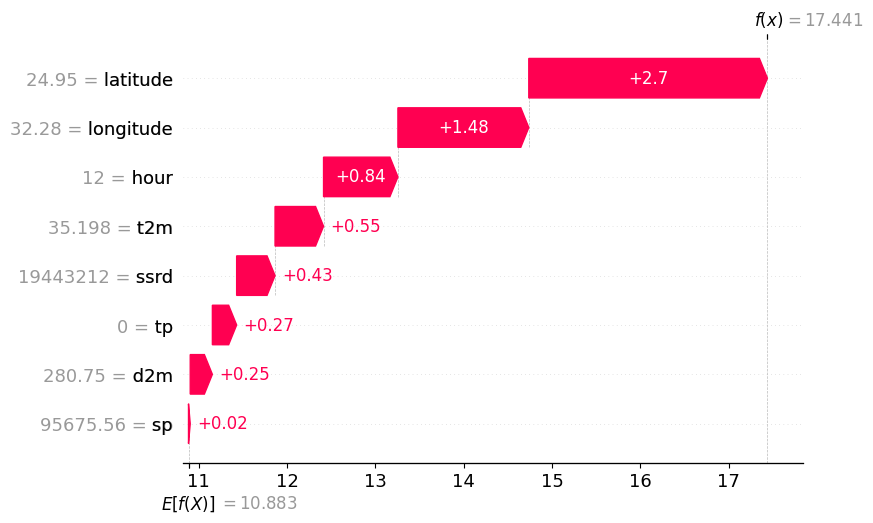 f(x) = 17.441
24.95 = latitude +2.7
32.28 = longitude +1.48
12 = hour +0.84
35.198 = t2m +0.55
19443212 = ssrd +0.43
0 = tp +0.27
280.75 = d2m +0.25
95675.56 = sp +0.02
11 12 13 14 15 16 17
E[f(X)] = 10.883